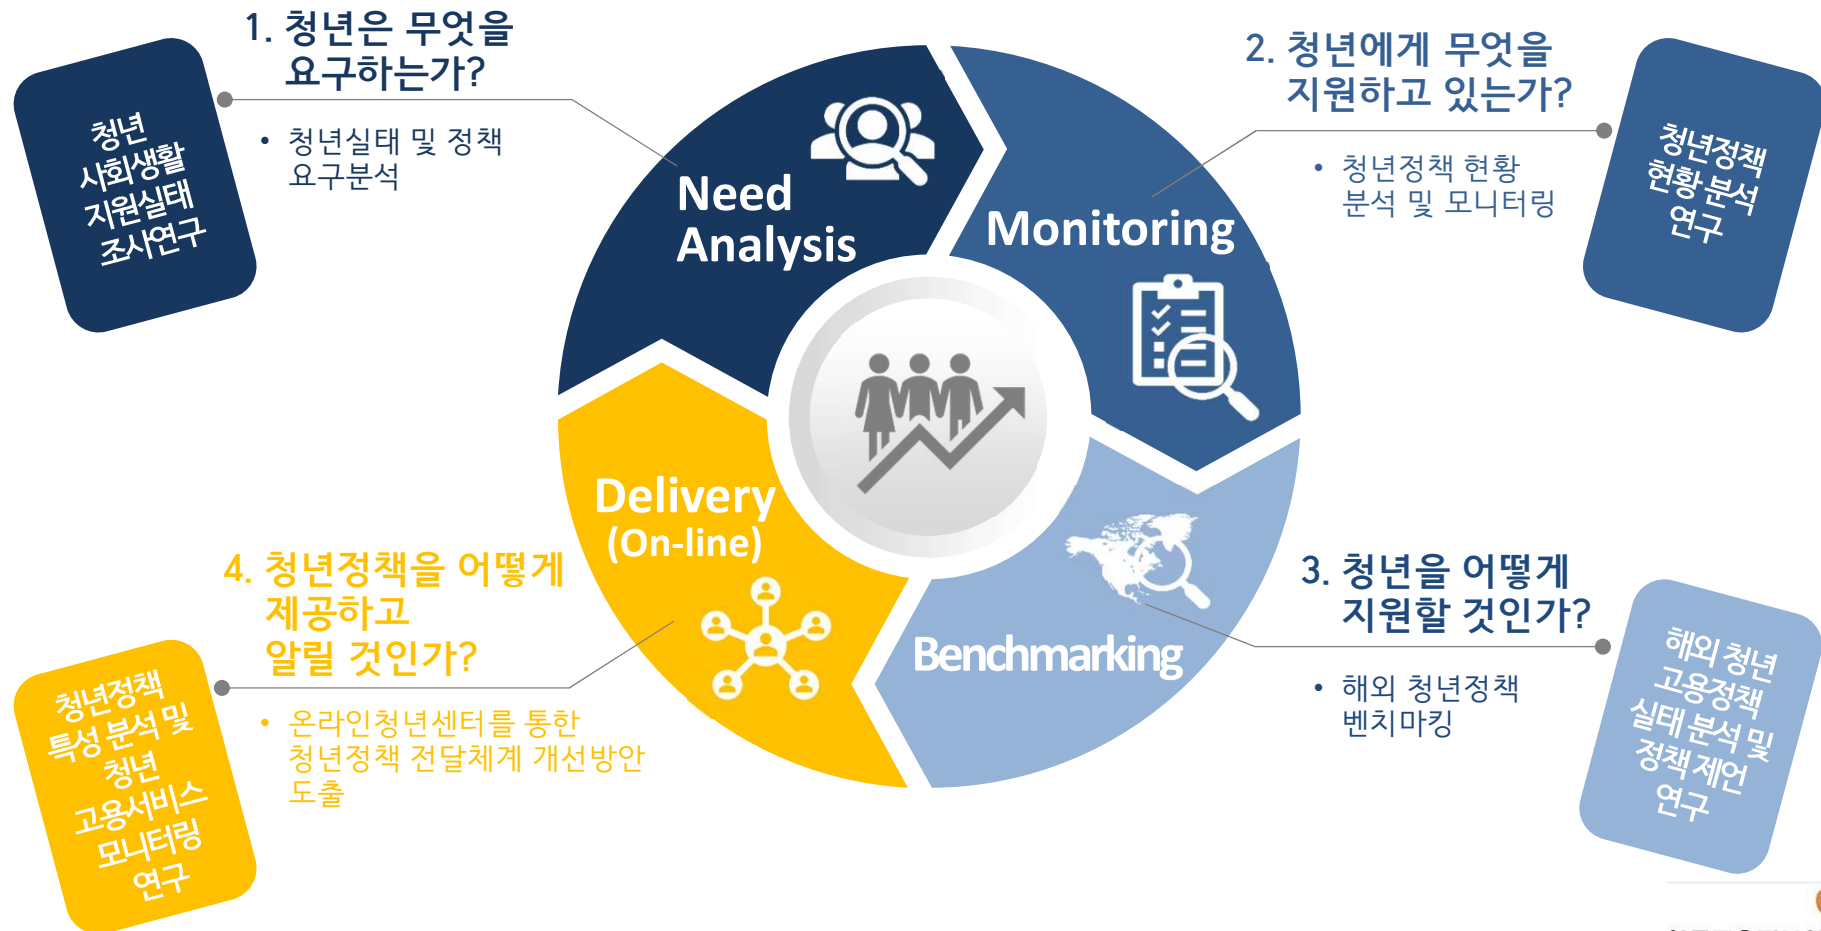 1. 청년은 무엇을
요구하는가?
• 청년실태 및 정책
요구분석
청년
사회생활
지원실태
조사연구
Need
Analysis
2. 청년에게 무엇을
지원하고 있는가?
• 청년정책 현황
분석 및 모니터링
청년정책
현황 분석
연구
Monitoring
3. 청년을 어떻게
지원할 것인가?
• 해외 청년정책
벤치마킹
해외 청년
고용정책
실태 분석 및
정책 제언
연구
Benchmarking
4. 청년정책을 어떻게
제공하고
알릴 것인가?
• 온라인청년센터를 통한
청년정책 전달체계 개선방안
도출
청년정책
특성 분석 및
청년
고용서비스
모니터링
연구
Delivery
(On-line)